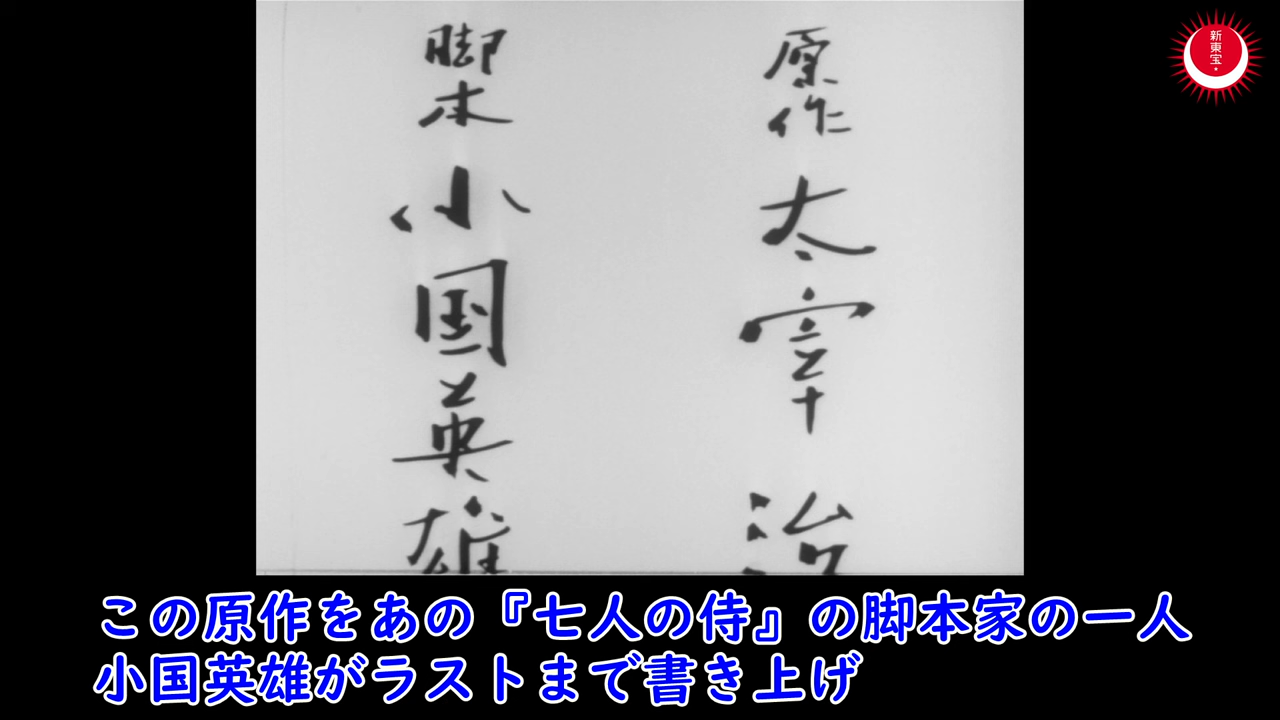 原作 太宰治
脚本 小国英雄
新東宝
この原作をあの『七人の侍』の脚本家の一人
小国英雄がラストまで書き上げ